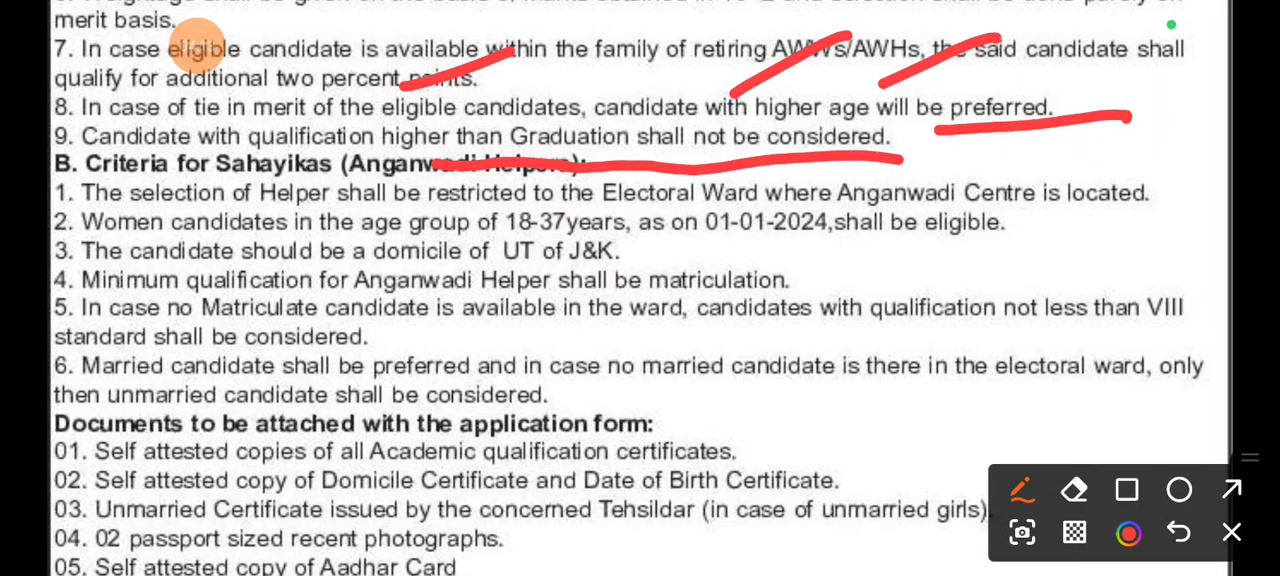 merit basis.
7. In case eligible candidate is available within the family of retiring AWWs/AWHs, the said candidate shall
qualify for additional two percent points.
8. In case of tie in merit of the eligible candidates, candidate with higher age will be preferred.
9. Candidate with qualification higher than Graduation shall not be considered.
B. Criteria for Sahayikas (Anganwadi Helpers):
1. The selection of Helper shall be restricted to the Electoral Ward where Anganwadi Centre is located.
2. Women candidates in the age group of 18-37years, as on 01-01-2024,shall be eligible.
3. The candidate should be a domicile of UT of J&K.
4. Minimum qualification for Anganwadi Helper shall be matriculation.
5. In case no Matriculate candidate is available in the ward, candidates with qualification not less than VIII
standard shall be considered.
6. Married candidate shall be preferred and in case no married candidate is there in the electoral ward, only
then unmarried candidate shall be considered.
Documents to be attached with the application form:
01. Self attested copies of all Academic qualification certificates.
02. Self attested copy of Domicile Certificate and Date of Birth Certificate.
03. Unmarried Certificate issued by the concerned Tehsildar (in case of unmarried girls).
04. 02 passport sized recent photographs.
05. Self attested copy of Aadhar Card